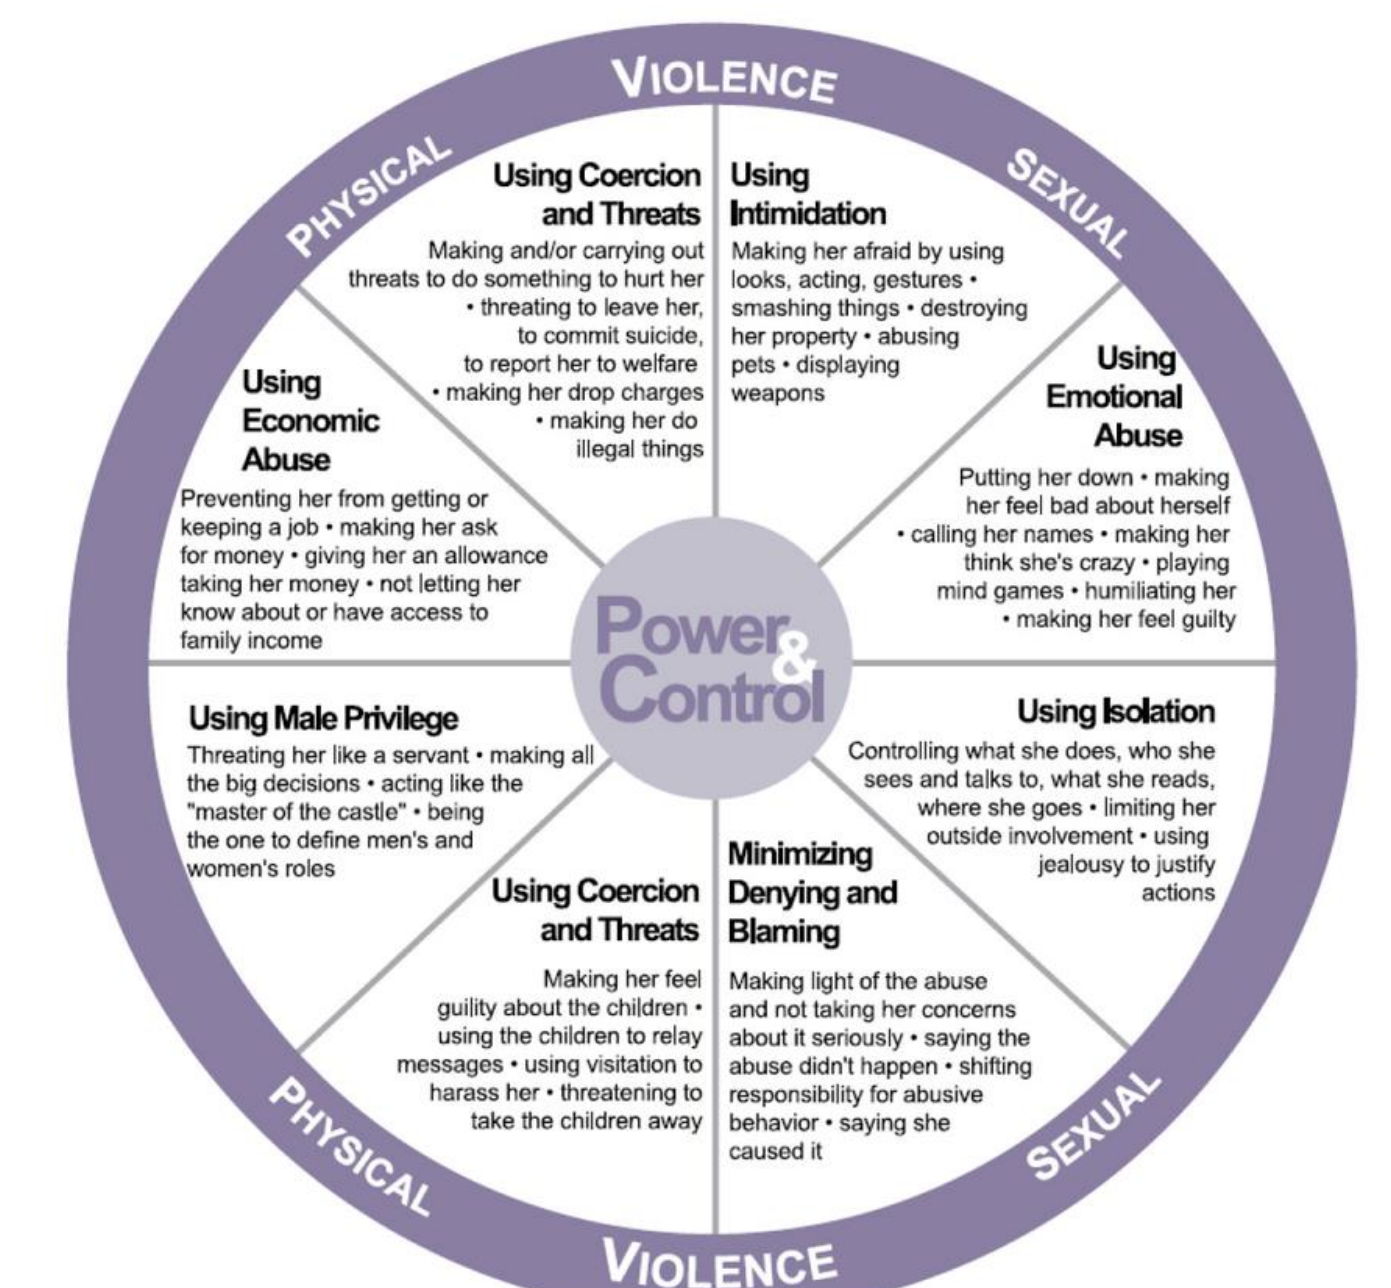 VIOLENCE
PHYSICAL
SEXUAL
Using Coercion
and Threats
Making and/or carrying out
threats to do something to hurt her
• threating to leave her,
to commit suicide,
to report her to welfare
• making her drop charges
• making her do
illegal things
Using
Intimidation
Making her afraid by using
looks, acting, gestures •
smashing things • destroying
her property • abusing
pets • displaying
weapons
Using
Emotional
Abuse
Putting her down • making
her feel bad about herself
• calling her names • making her
think she's crazy • playing
mind games • humiliating her
• making her feel guilty
Using
Economic
Abuse
Preventing her from getting or
keeping a job • making her ask
for money • giving her an allowance
taking her money • not letting her
know about or have access to
family income
Power
&
Control
Using Male Privilege
Threating her like a servant • making all
the big decisions • acting like the
"master of the castle" • being
the one to define men's and
women's roles
Using Isolation
Controlling what she does, who she
sees and talks to, what she reads,
where she goes • limiting her
outside involvement • using
jealousy to justify
actions
Using Coercion
and Threats
Making her feel
guility about the children •
using the children to relay
messages • using visitation to
harass her • threatening to
take the children away
Minimizing
Denying and
Blaming
Making light of the abuse
and not taking her concerns
about it seriously • saying the
abuse didn't happen • shifting
responsibility for abusive
behavior • saying she
caused it
PHYSICAL
SEXUAL
VIOLENCE